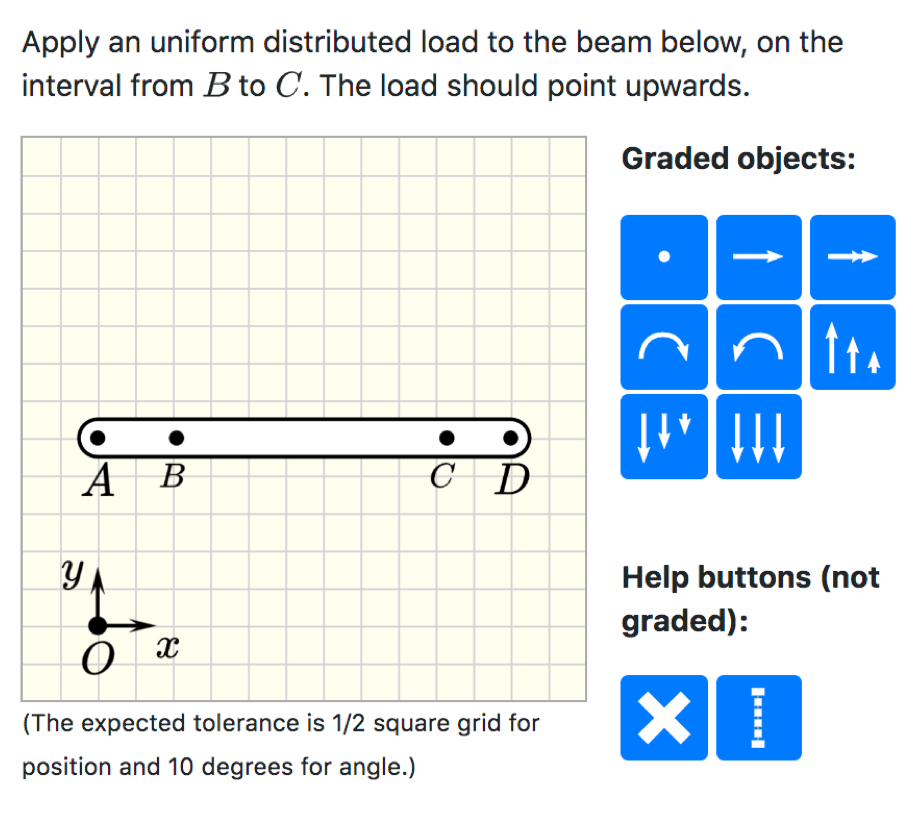 Apply an uniform distributed load to the beam below, on the
interval from B to C. The load should point upwards.
Graded objects:
A B C D
y
x
O
Help buttons (not
graded):
(The expected tolerance is 1/2 square grid for
position and 10 degrees for angle.)